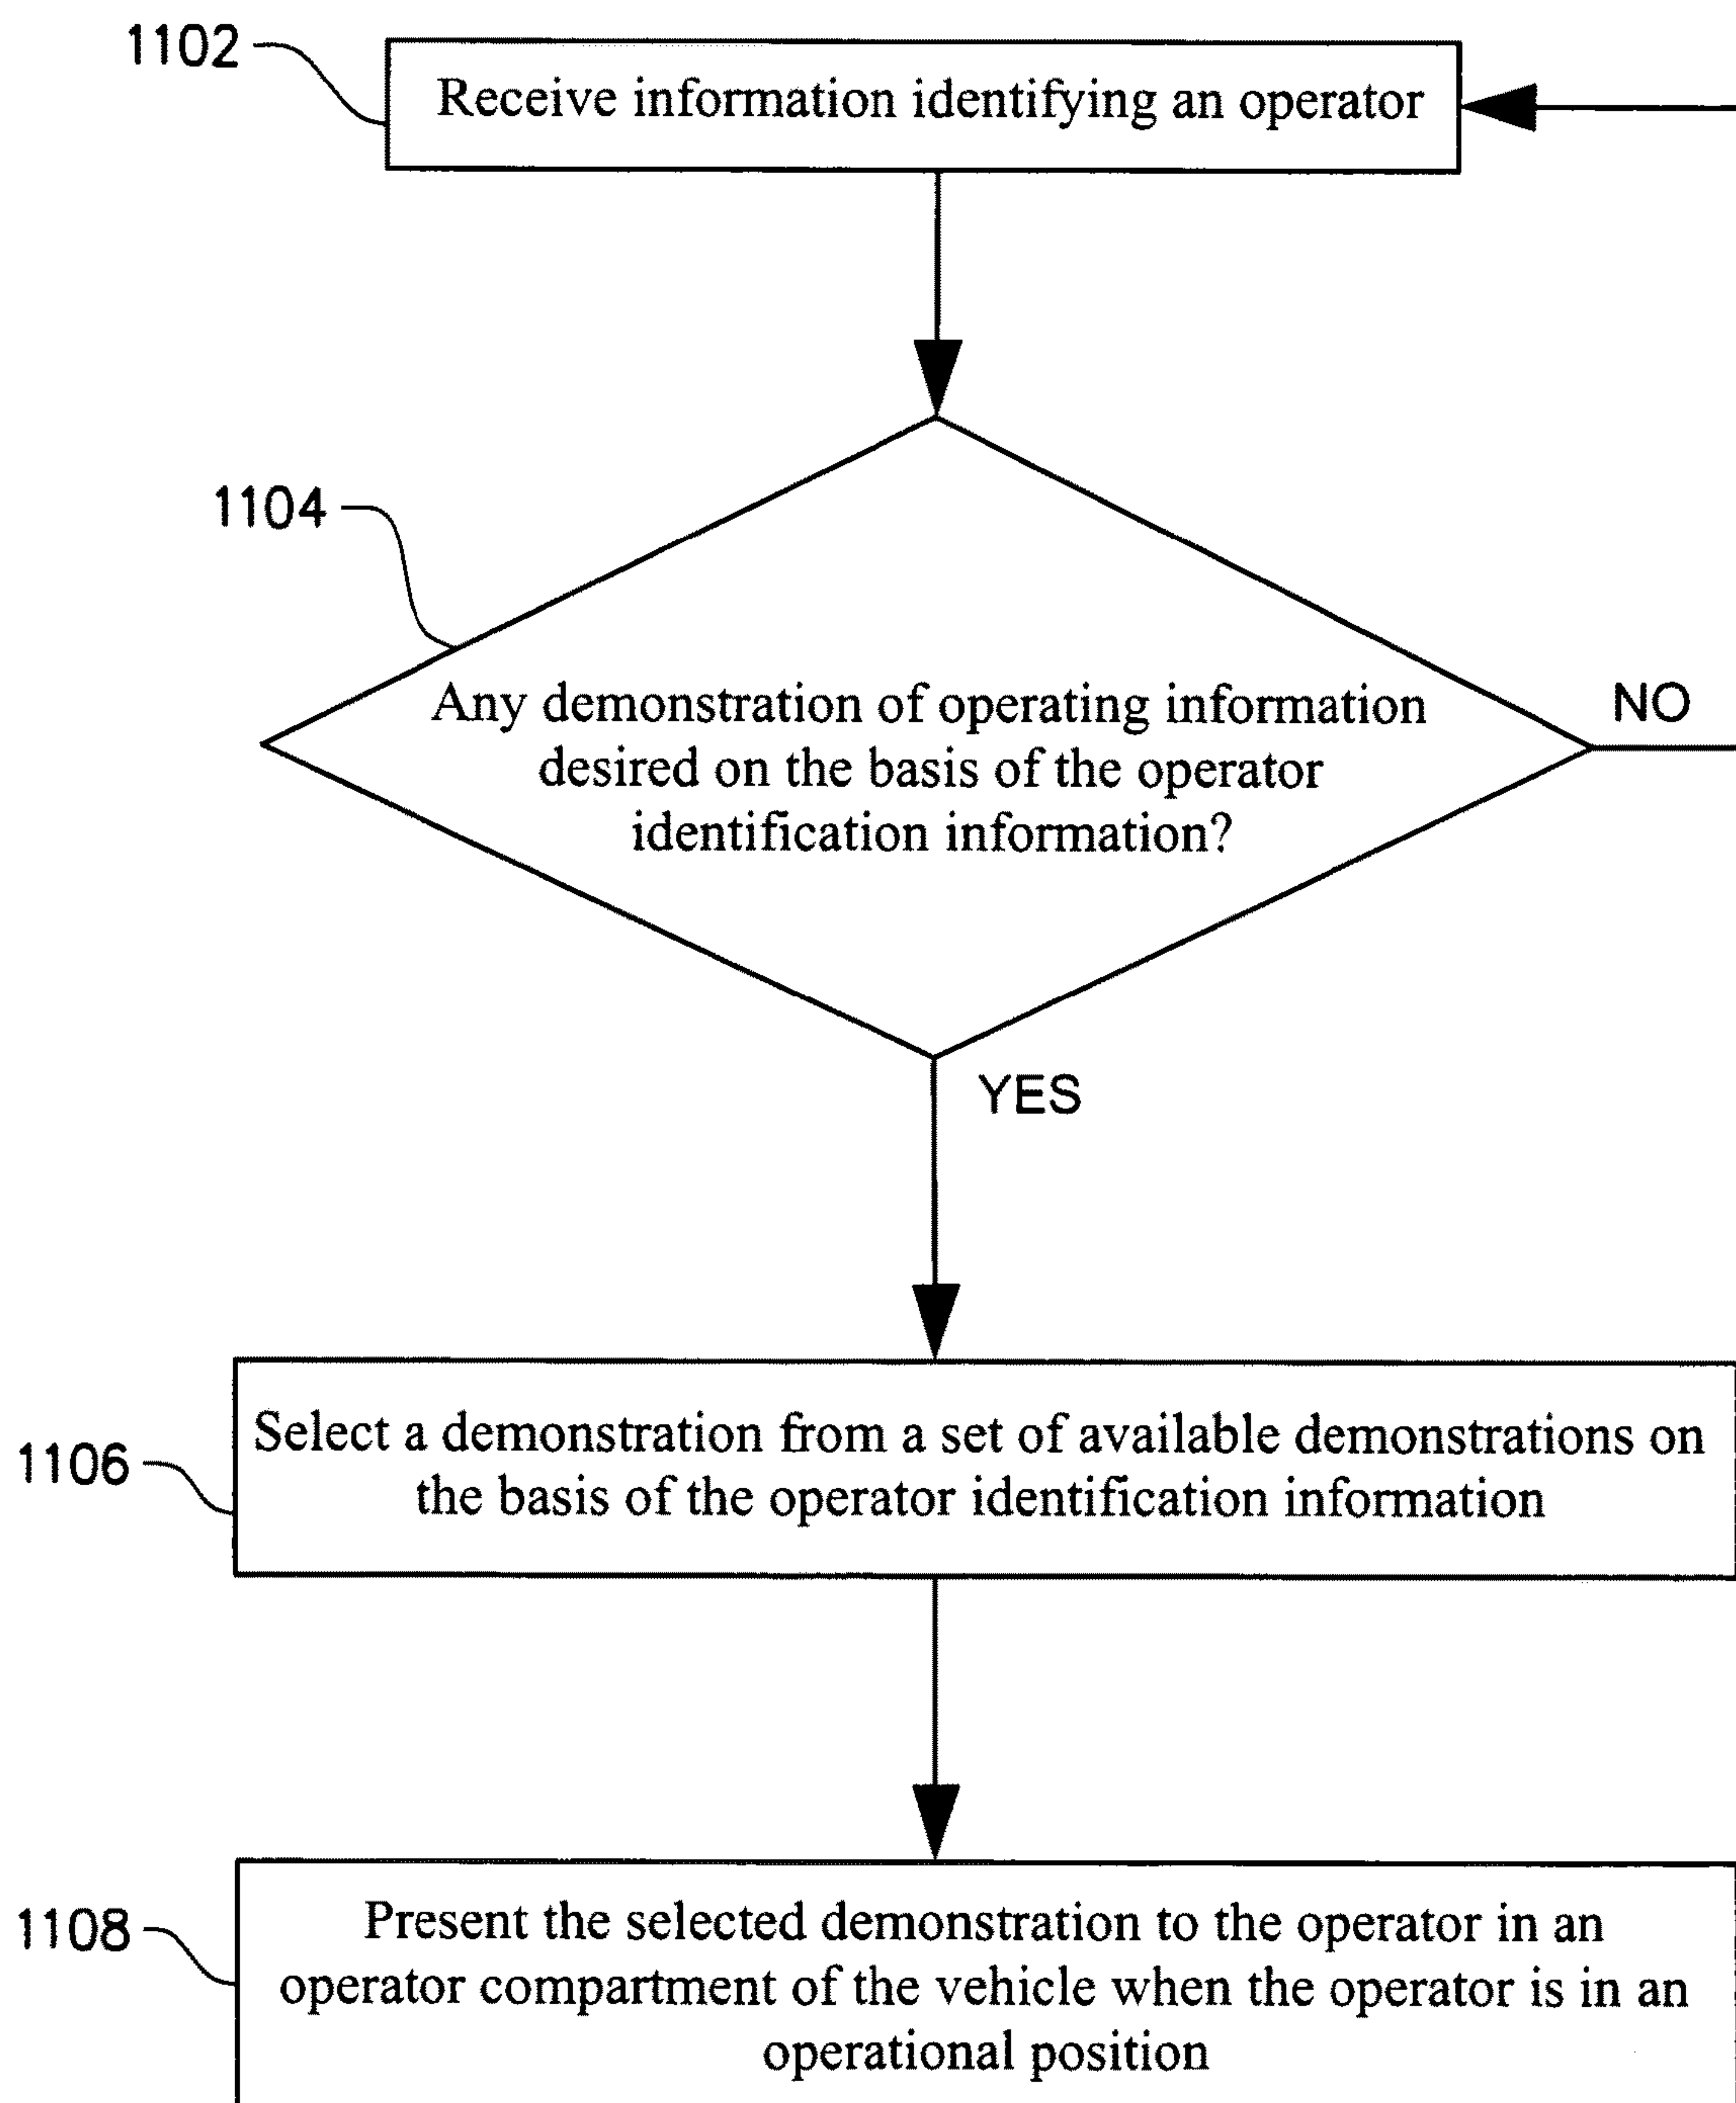 1102
Receive information identifying an operator
1104
Any demonstration of operating information
desired on the basis of the operator
identification information?
NO
YES
1106
Select a demonstration from a set of available demonstrations on
the basis of the operator identification information
1108
Present the selected demonstration to the operator in an
operator compartment of the vehicle when the operator is in an
operational position